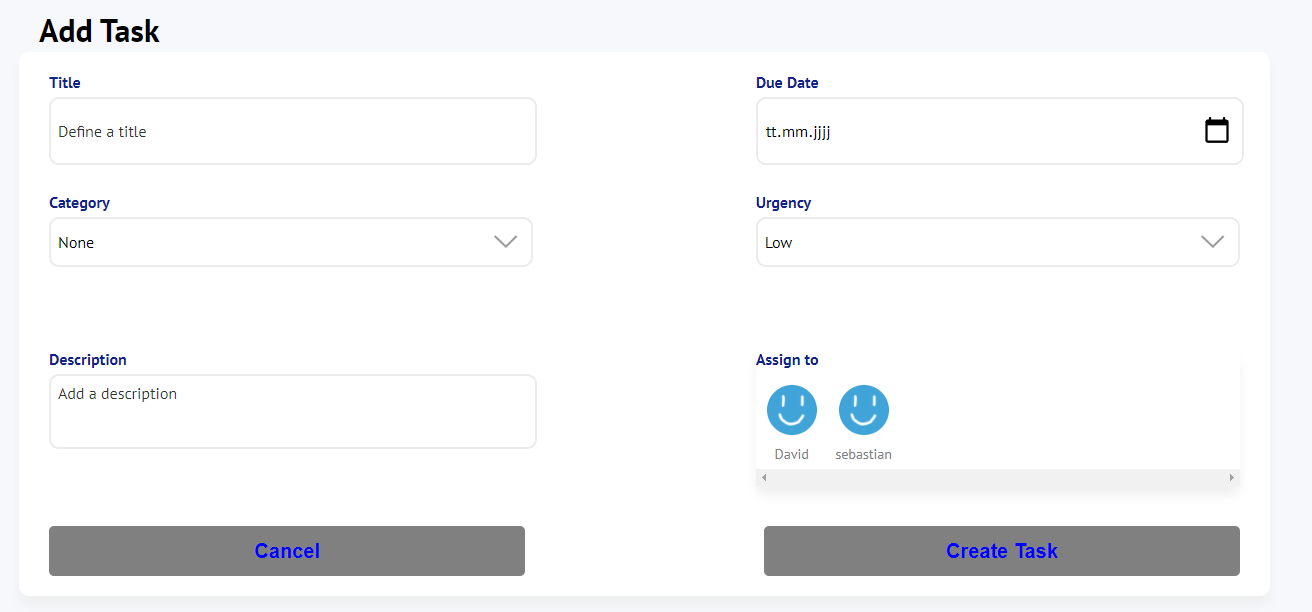 Add Task
Title
Due Date
Define a title
tt.mm.jjjj
Category
Urgency
None
Low
Description
Assign to
Add a description
David
sebastian
Cancel
Create Task